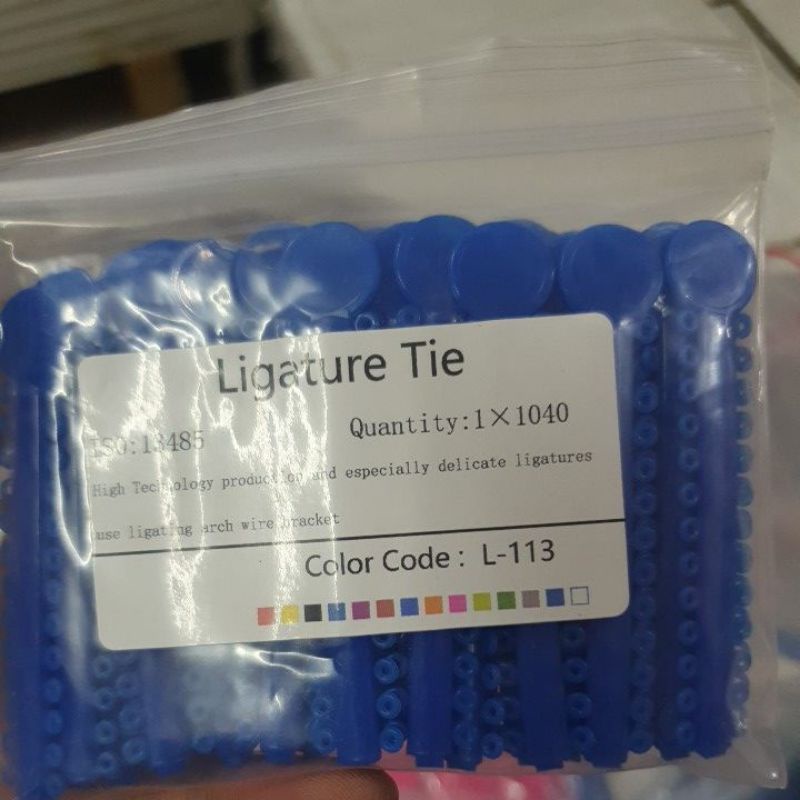 Ligature Tie
ISO:13485 Quantity:1×1040
High Technology production and especially delicate ligatures
use ligating arch wire bracket
Color Code : L-113